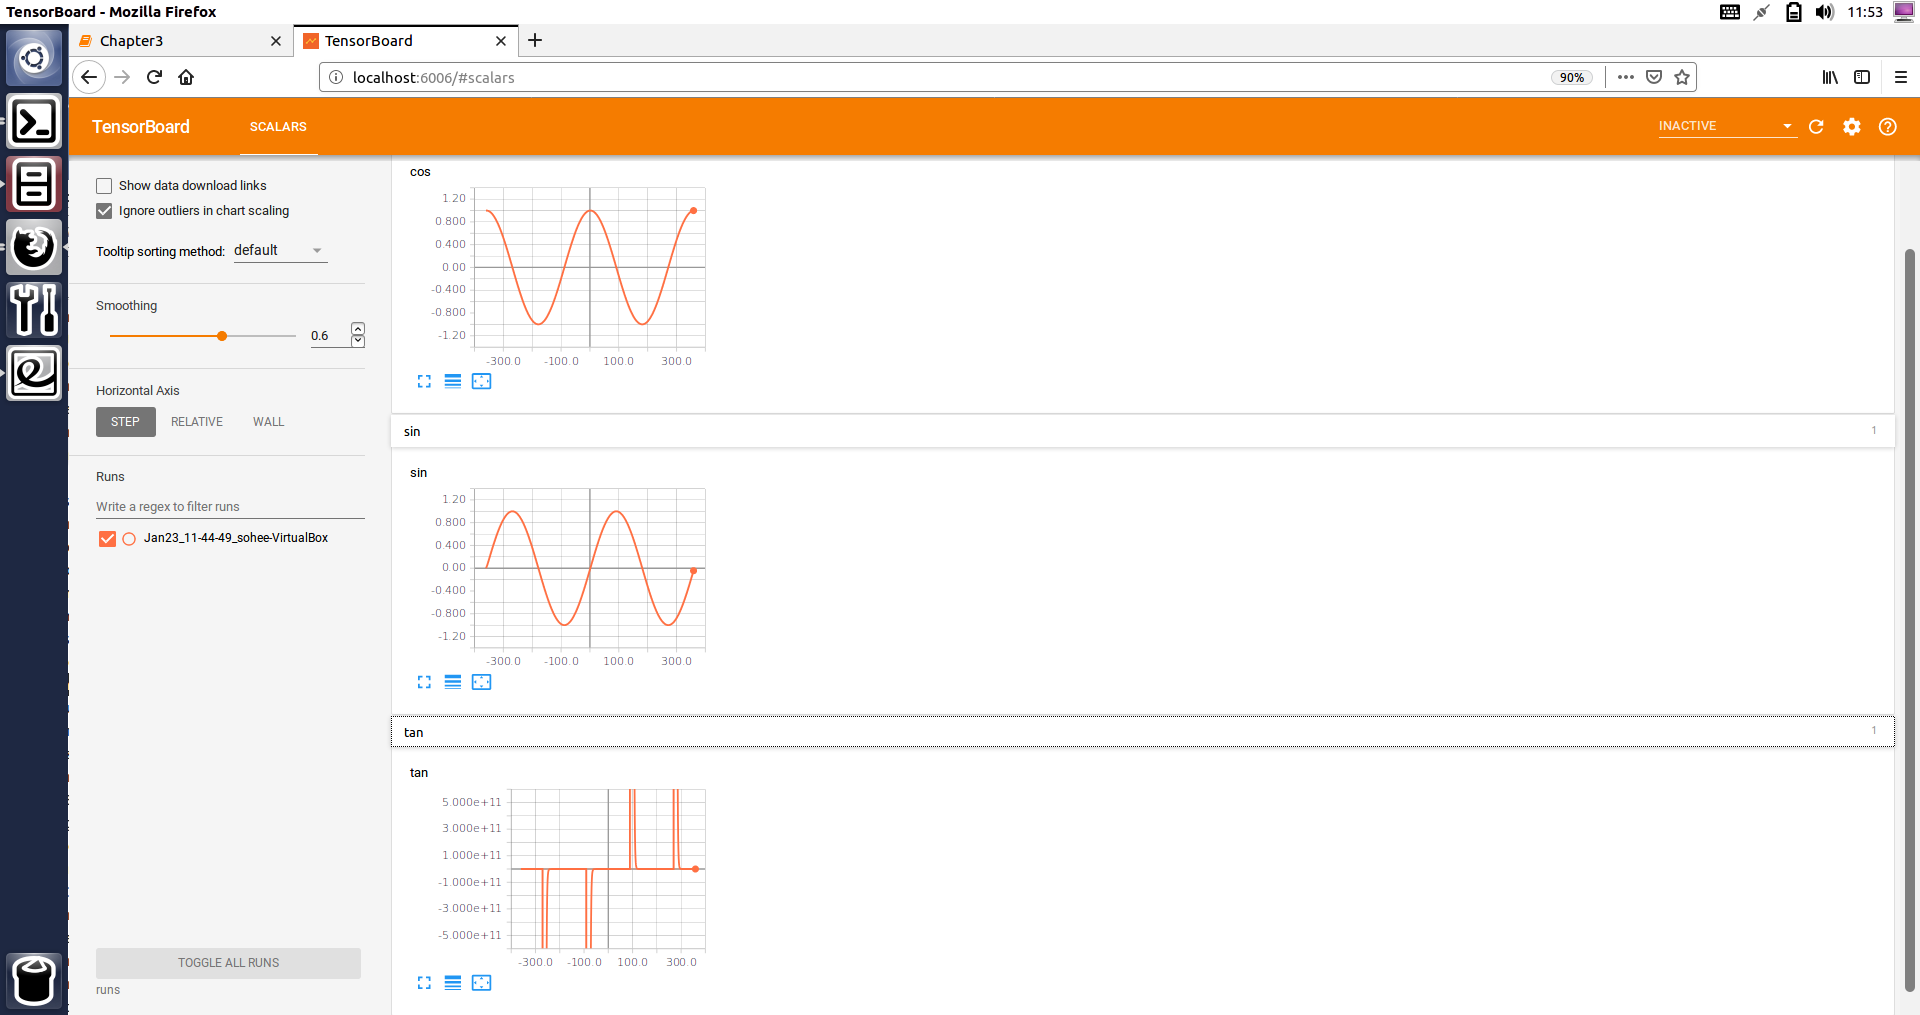 TensorBoard - Mozilla Firefox
11:53
Chapter3
TensorBoard
localhost:6006/#scalars
90%
TensorBoard
SCALARS
INACTIVE
Show data download links
Ignore outliers in chart scaling
Tooltip sorting method: default
Smoothing
0.6
Horizontal Axis
STEP RELATIVE WALL
Runs
Write a regex to filter runs
Jan23_11-44-49_sohee-VirtualBox
TOGGLE ALL RUNS
runs
cos
1.20
0.800
0.400
0.00
-0.400
-0.800
-1.20
-300.0 -100.0 100.0 300.0
sin 1
sin
1.20
0.800
0.400
0.00
-0.400
-0.800
-1.20
-300.0 -100.0 100.0 300.0
tan 1
tan
5.000e+11
3.000e+11
1.000e+11
-1.000e+11
-3.000e+11
-5.000e+11
-300.0 -100.0 100.0 300.0